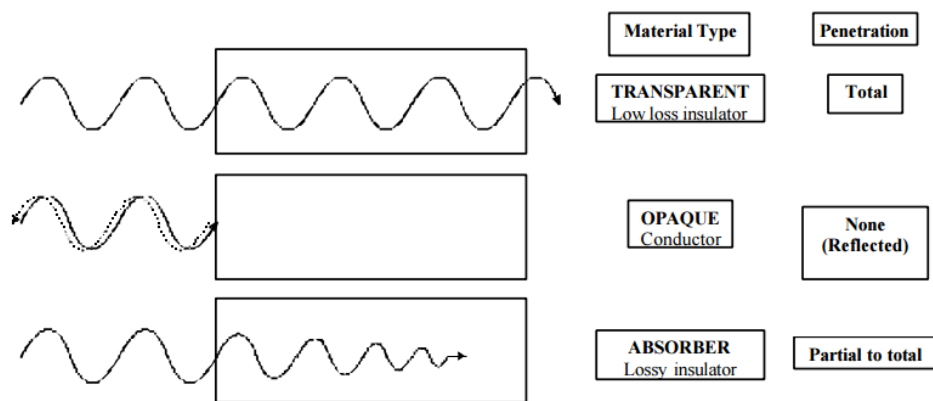 Material Type
Penetration
TRANSPARENT
Low loss insulator
Total
OPAQUE
Conductor
None
(Reflected)
ABSORBER
Lossy insulator
Partial to total